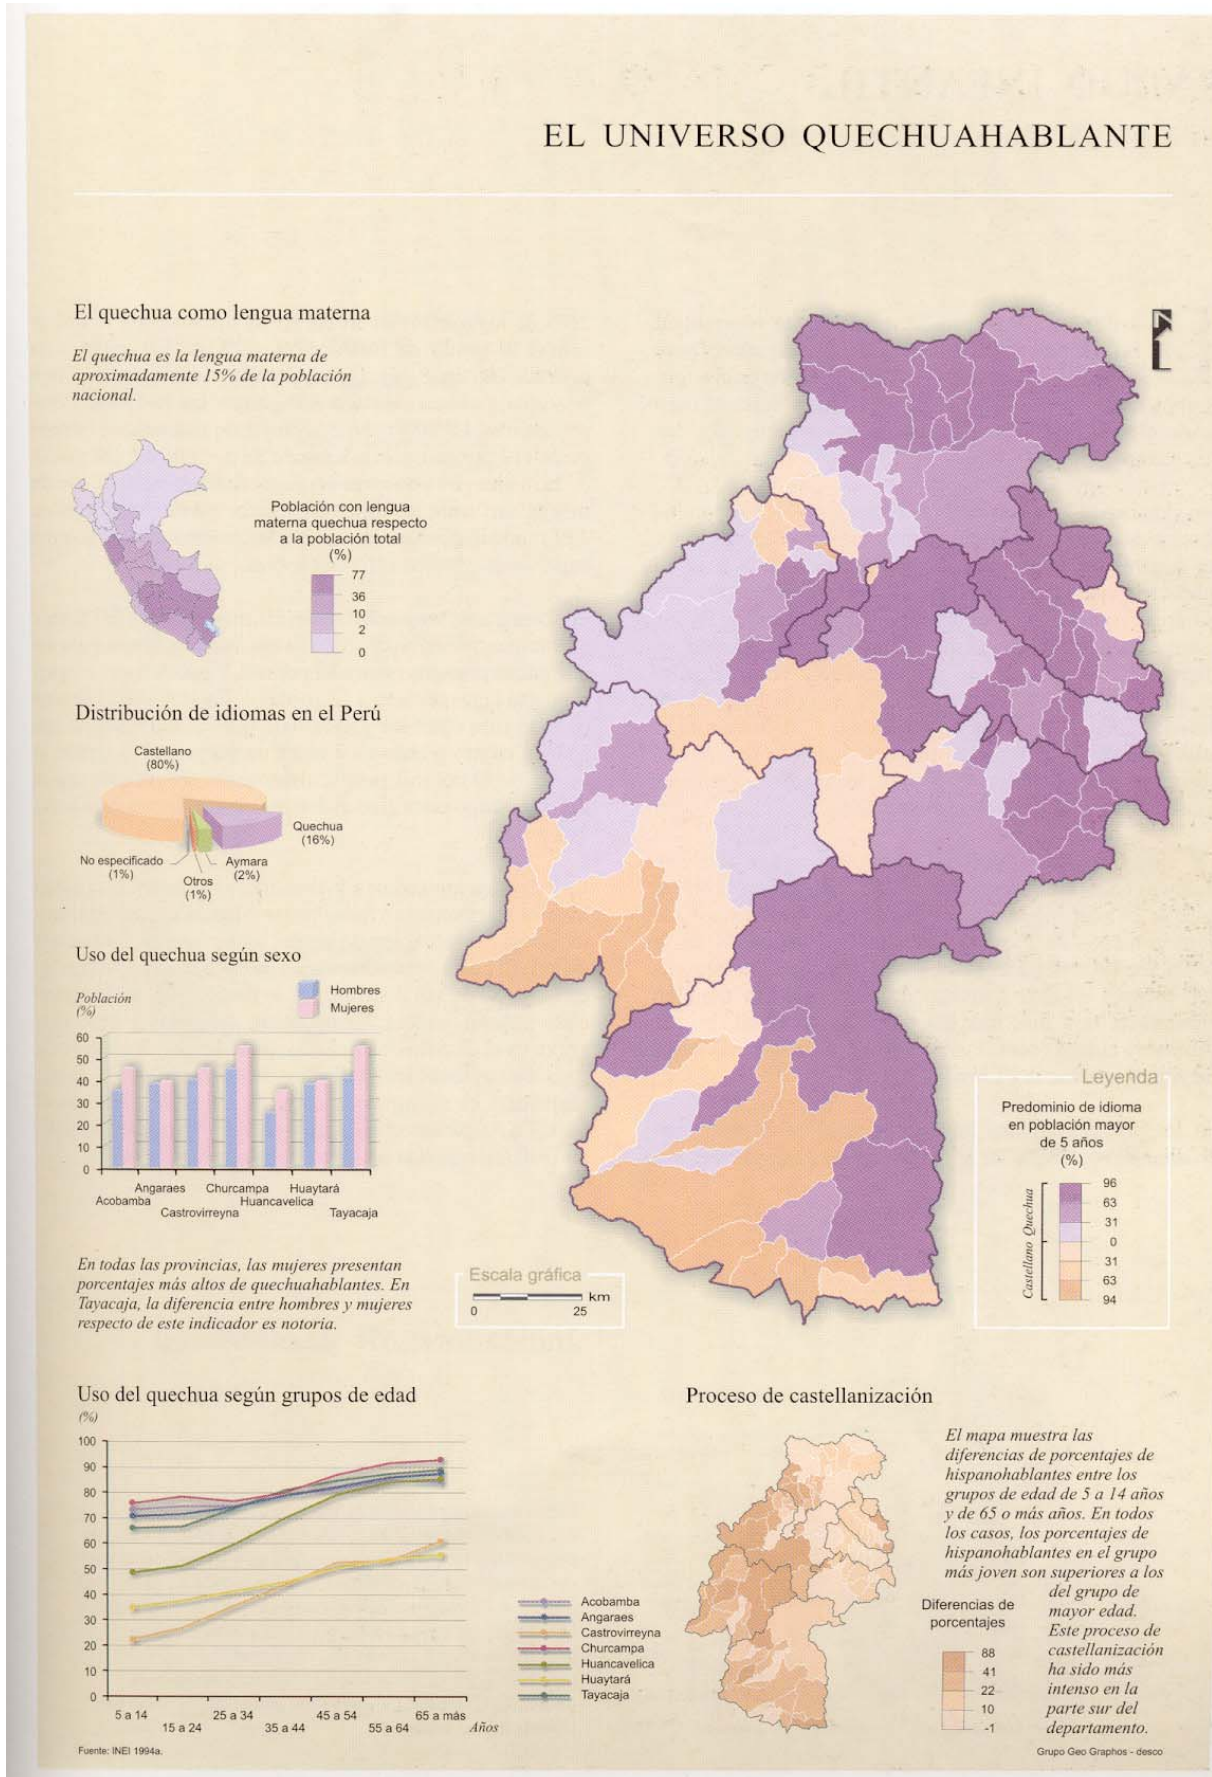 EL UNIVERSO QUECHUAHABLANTE
El quechua como lengua materna
El quechua es la lengua materna de
aproximadamente 15% de la población
nacional.
Población con lengua
materna quechua respecto
a la población total
(%)
77
36
10
2
0
Distribución de idiomas en el Perú
Castellano
(80%)
Quechua
(16%)
No especificado
(1%)
Aymara
(2%)
Otros
(1%)
Uso del quechua según sexo
Población
(%)
Hombres
Mujeres
60
50
40
30
20
10
0
Acobamba
Angaraes
Castrovirreyna
Churcampa
Huancavelica
Huaytará
Tayacaja
En todas las provincias, las mujeres presentan
porcentajes más altos de quechuahablantes. En
Tayacaja, la diferencia entre hombres y mujeres
respecto de este indicador es notoria.
Escala gráfica
km
0
25
Leyenda
Predominio de idioma
en población mayor
de 5 años
(%)
Quechua
Castellano
96
63
31
0
31
63
94
Uso del quechua según grupos de edad
(%)
100
90
80
70
60
50
40
30
20
10
0
5 a 14
15 a 24
25 a 34
35 a 44
45 a 54
55 a 64
65 a más
Años
Acobamba
Angaraes
Castrovirreyna
Churcampa
Huancavelica
Huaytará
Tayacaja
Fuente: INEI 1994a.
Proceso de castellanización
El mapa muestra las
diferencias de porcentajes de
hispanohablantes entre los
grupos de edad de 5 a 14 años
y de 65 o más años. En todos
los casos, los porcentajes de
hispanohablantes en el grupo
más joven son superiores a los
del grupo de
mayor edad.
Este proceso de
castellanización
ha sido más
intenso en la
parte sur del
departamento.
Diferencias de
porcentajes
88
41
22
10
-1
Grupo Geo Graphos - desco